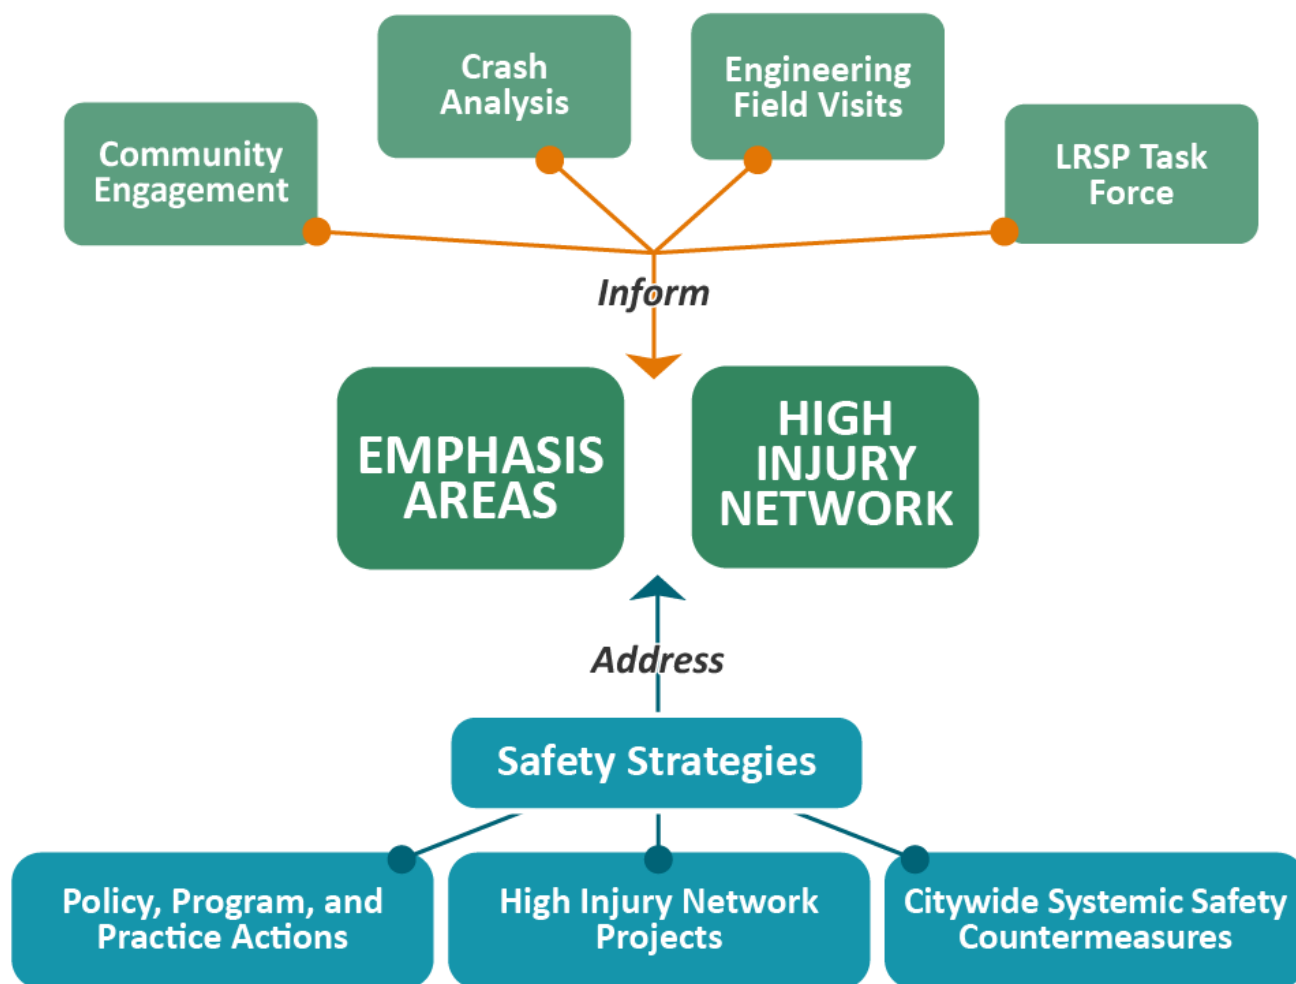 Crash
Analysis
Engineering
Field Visits
Community
Engagement
LRSP Task
Force
Inform
EMPHASIS
AREAS
HIGH
INJURY
NETWORK
Address
Safety Strategies
Policy, Program, and
Practice Actions
High Injury Network
Projects
Citywide Systemic Safety
Countermeasures